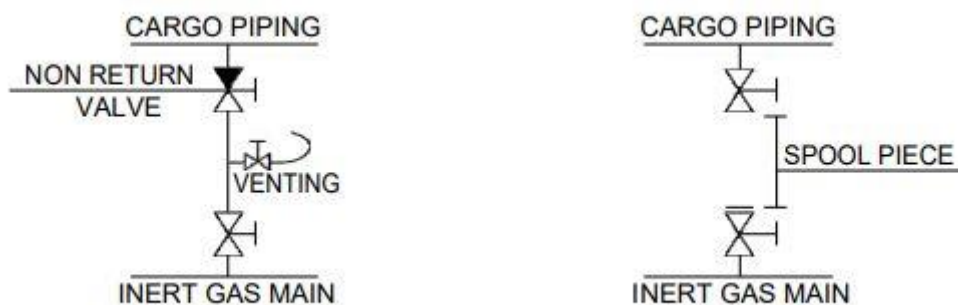 CARGO PIPING
NON RETURN
VALVE
VENTING
INERT GAS MAIN
CARGO PIPING
SPOOL PIECE
INERT GAS MAIN